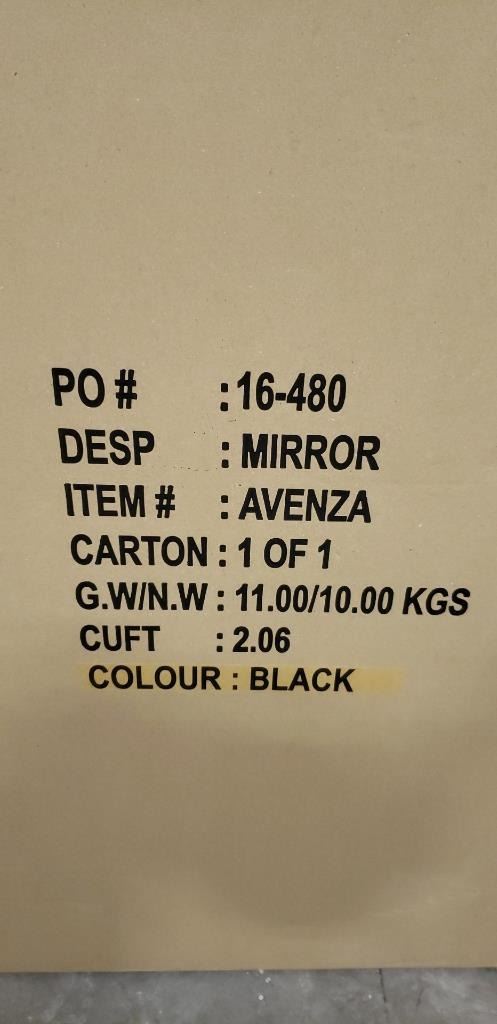 PO # : 16-480
DESP : MIRROR
ITEM # : AVENZA
CARTON : 1 OF 1
G.W/N.W : 11.00/10.00 KGS
CUFT : 2.06
COLOUR : BLACK